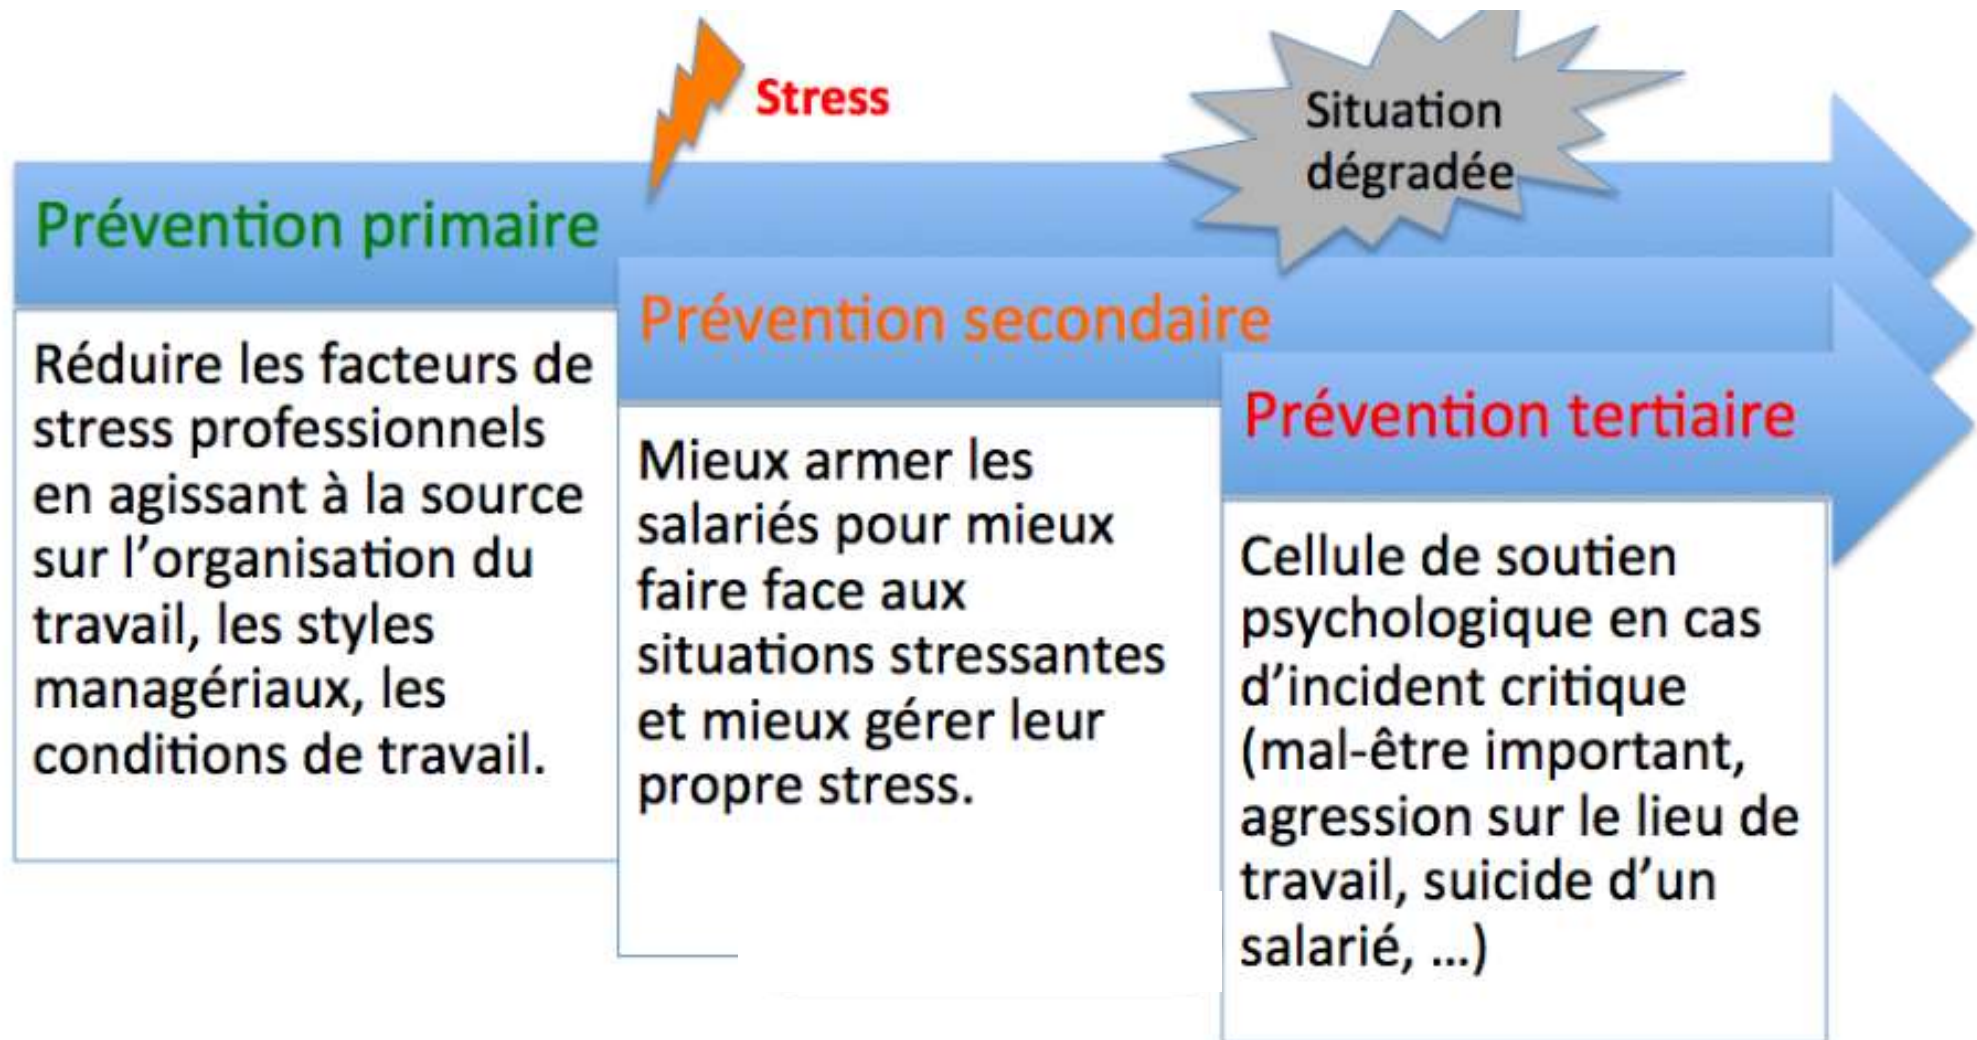 Stress
Situation
dégradée
Prévention primaire
Réduire les facteurs de
stress professionnels
en agissant à la source
sur l’organisation du
travail, les styles
managériaux, les
conditions de travail.
Prévention secondaire
Mieux armer les
salariés pour mieux
faire face aux
situations stressantes
et mieux gérer leur
propre stress.
Prévention tertiaire
Cellule de soutien
psychologique en cas
d’incident critique
(mal-être important,
agression sur le lieu de
travail, suicide d’un
salarié, ...)